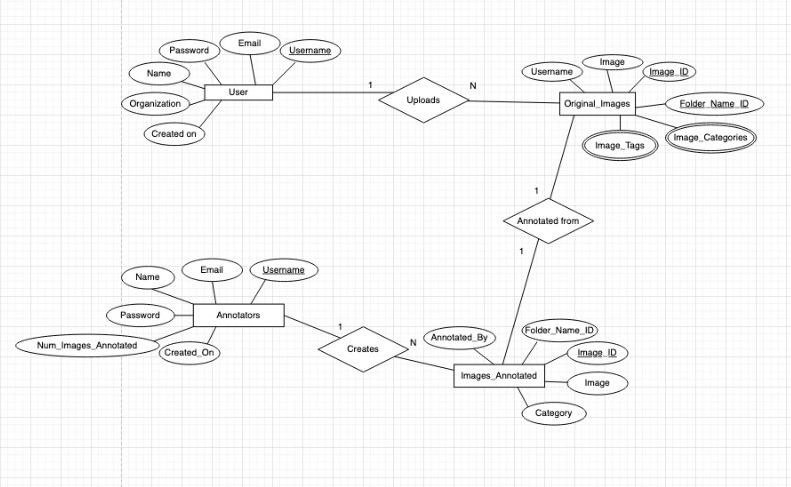 Email
Password
Username
Name
User
Organization
Created on
1
Uploads
N
Image
Username
Image_ID
Original_Images
Folder_Name_ID
Image_Tags
Image_Categories
1
Annotated from
1
Name
Email
Username
Password
Annotators
Num_Images_Annotated
Created_On
1
Creates
N
Annotated_By
Folder_Name_ID
Image_ID
Images_Annotated
Image
Category